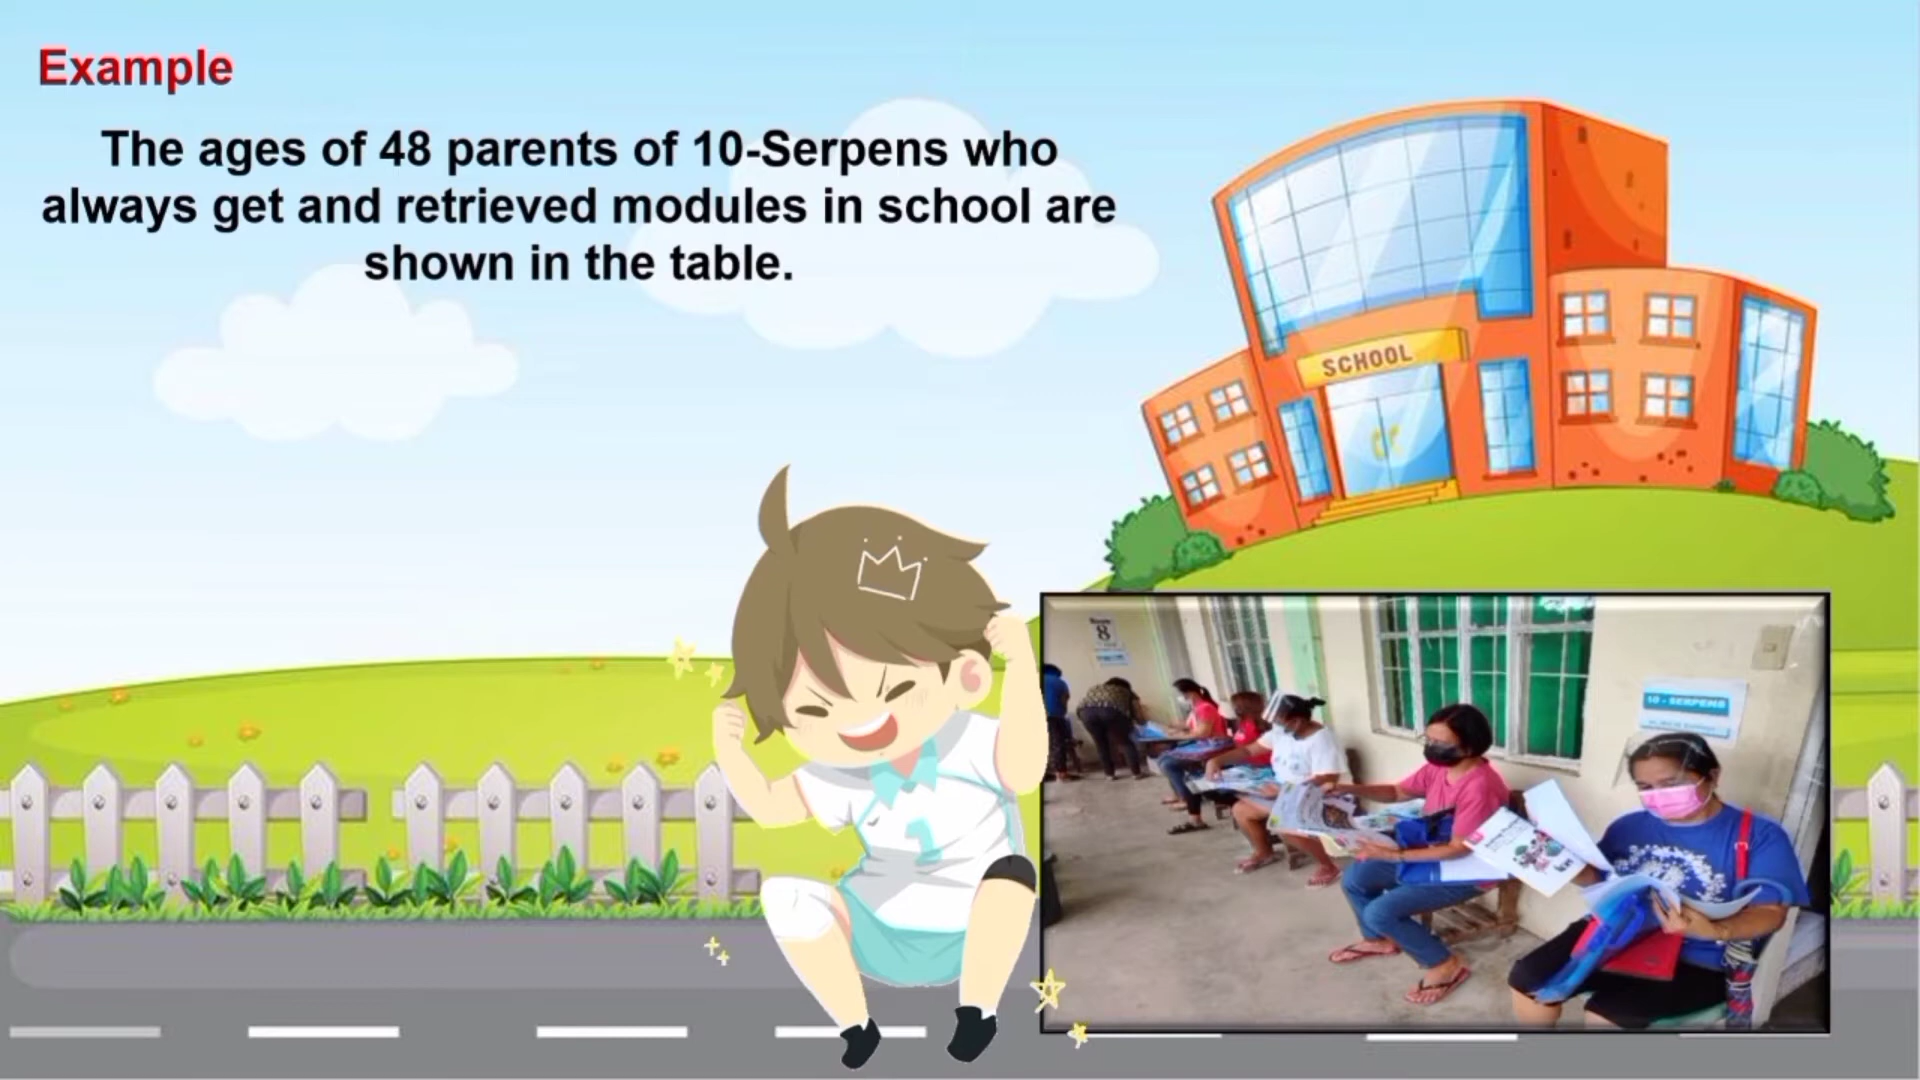 Example
The ages of 48 parents of 10-Serpens who
always get and retrieved modules in school are
shown in the table.
SCHOOL
8
10 - SERPENS
1